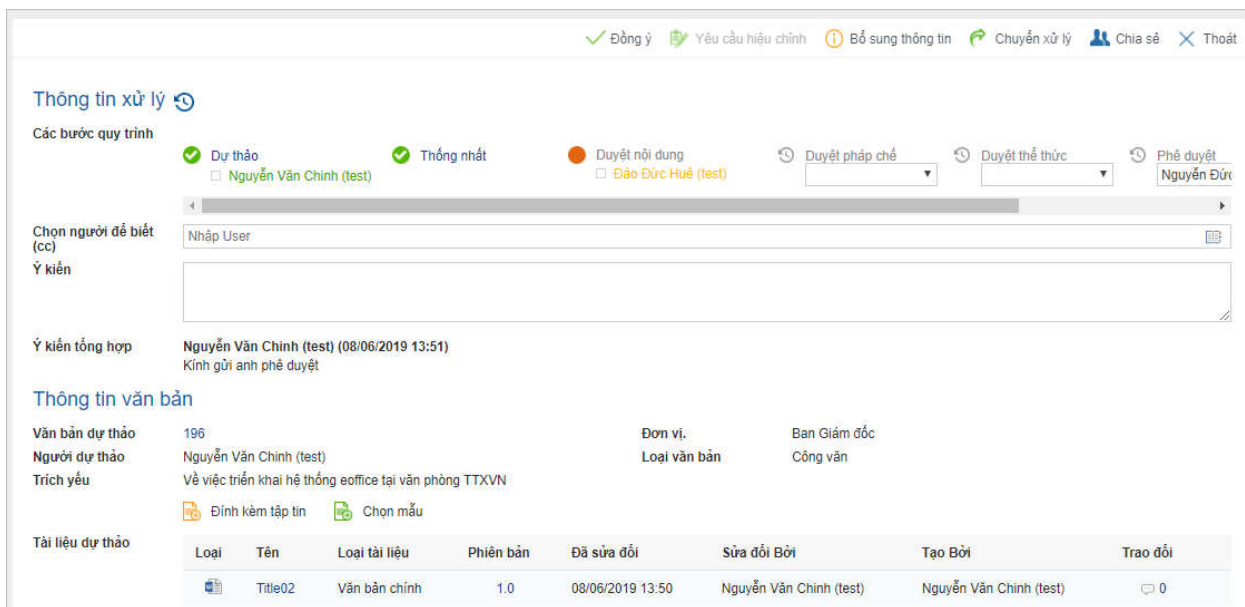 Đồng ý Yêu cầu hiệu chỉnh Bổ sung thông tin Chuyển xử lý Chia sẻ Thoát
Thông tin xử lý
Các bước quy trình
Dự thảo Thống nhất Duyệt nội dung Duyệt pháp chế Duyệt thể thức Phê duyệt
Nguyễn Văn Chinh (test) Đào Đức Huê (test) Nguyễn Đức
Chọn người để biết
(cc)
Nhập User
Ý kiến
Ý kiến tổng hợp Nguyễn Văn Chinh (test) (08/06/2019 13:51)
Kính gửi anh phê duyệt
Thông tin văn bản
Văn bản dự thảo 196 Đơn vị. Ban Giám đốc
Người dự thảo Nguyễn Văn Chinh (test) Loại văn bản Công văn
Trích yếu Về việc triển khai hệ thống eoffice tại văn phòng TTXVN
Đính kèm tập tin Chọn mẫu
Tài liệu dự thảo
Loại Tên Loại tài liệu Phiên bản Đã sửa đổi Sửa đổi Bởi Tạo Bởi Trao đổi
Title02 Văn bản chính 1.0 08/06/2019 13:50 Nguyễn Văn Chinh (test) Nguyễn Văn Chinh (test) 0